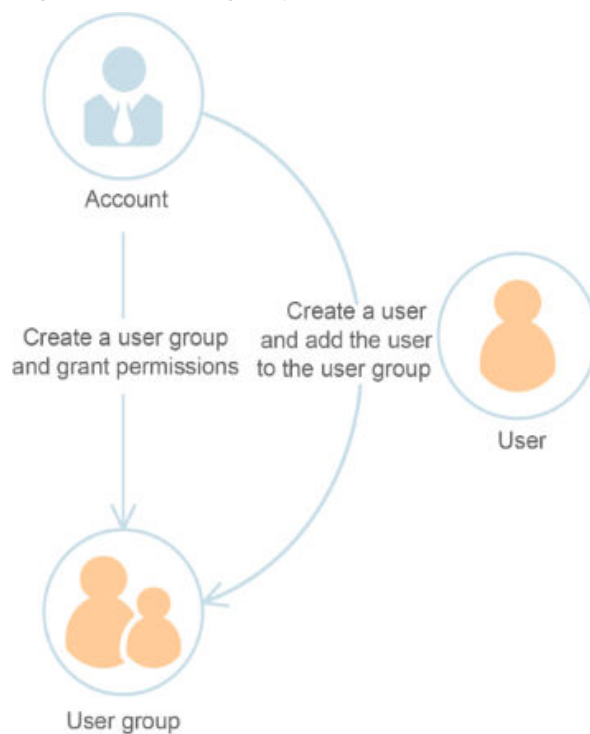 Account
Create a user group
and grant permissions
Create a user
and add the user
to the user group
User
User group